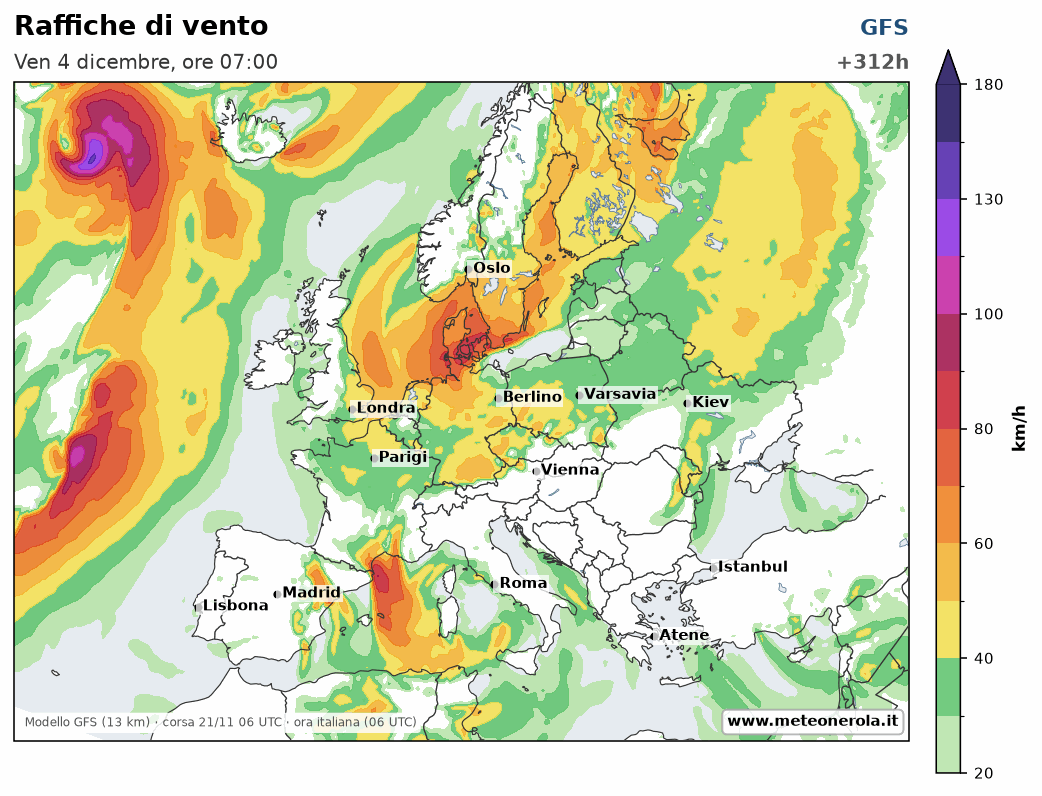 Raffiche di vento
GFS
Ven 4 dicembre, ore 07:00
+312h
180
130
100
80
60
40
20
km/h
Oslo
Londra
Berlino
Varsavia
Kiev
Parigi
Vienna
Madrid
Lisbona
Roma
Istanbul
Atene
Modello GFS (13 km) · corsa 21/11 06 UTC · ora italiana (06 UTC)
www.meteonerola.it